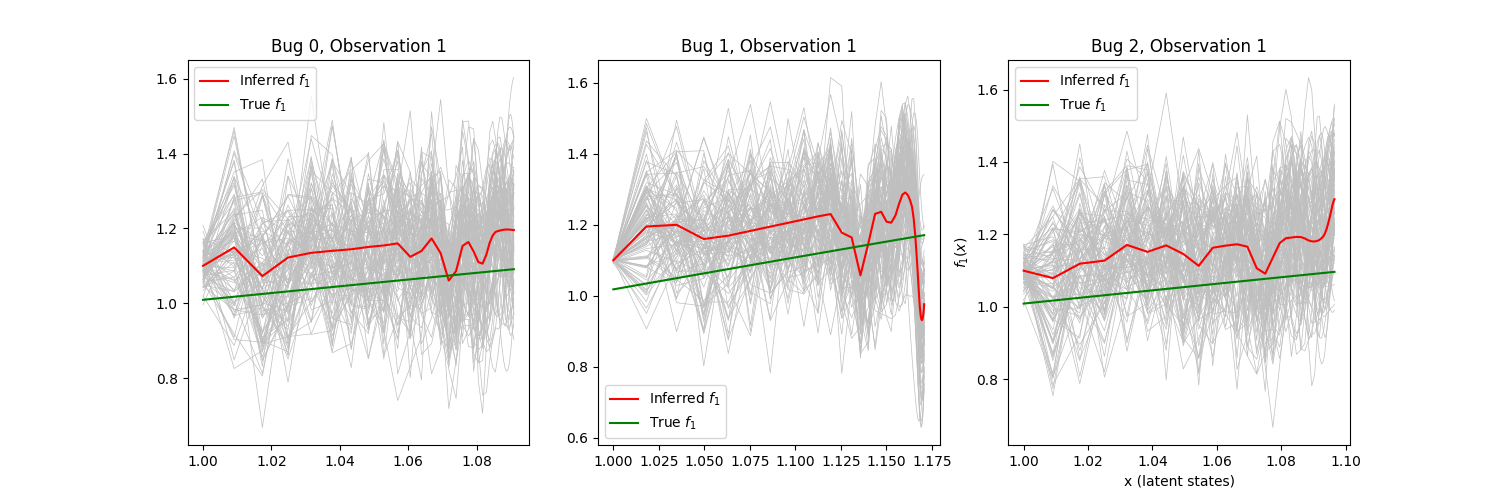 Bug 0, Observation 1
Inferred f₁
True f₁
1.6
1.4
1.2
1.0
0.8
1.00 1.02 1.04 1.06 1.08
Bug 1, Observation 1
1.6
1.4
1.2
1.0
0.8
0.6
Inferred f₁
True f₁
1.000 1.025 1.050 1.075 1.100 1.125 1.150 1.175
Bug 2, Observation 1
Inferred f₁
True f₁
f₁(x)
1.6
1.4
1.2
1.0
0.8
1.00 1.02 1.04 1.06 1.08 1.10
x (latent states)